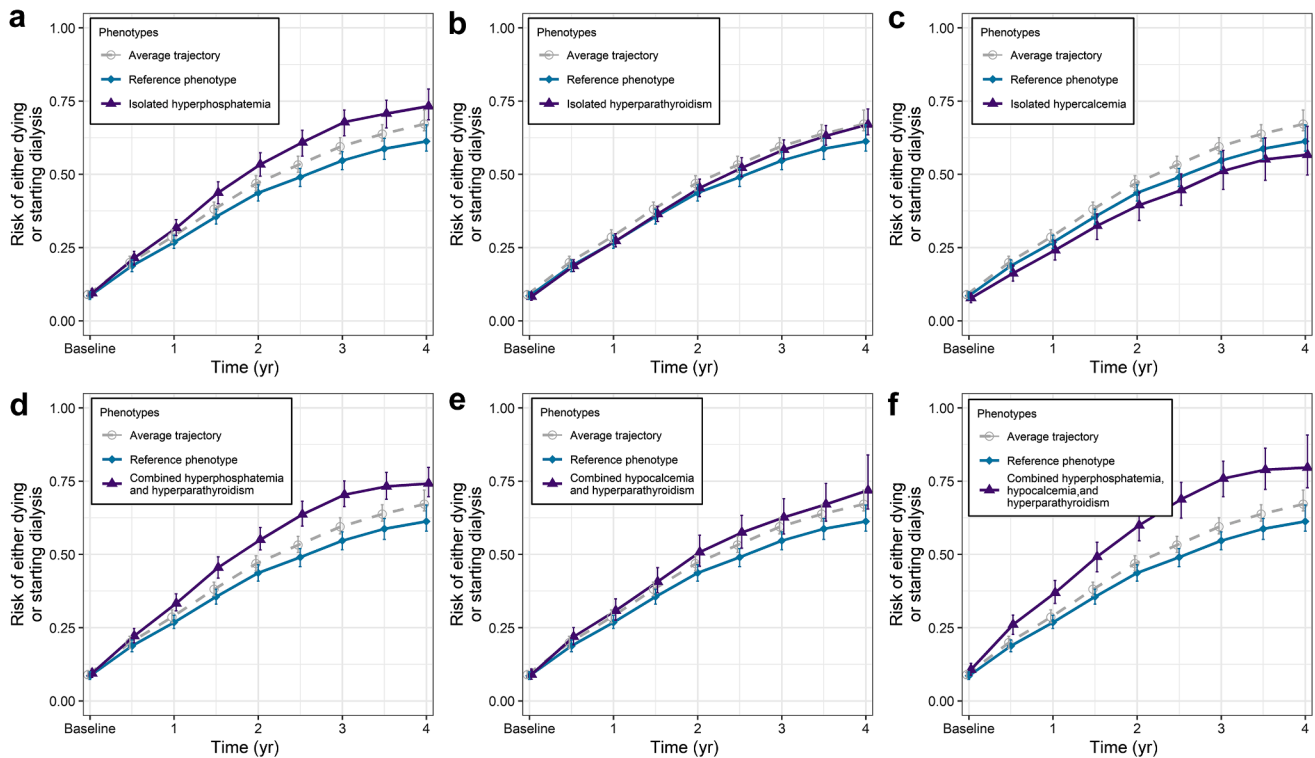 a
1.00
0.75
0.50
0.25
0.00
Risk of either dying
or starting dialysis
Phenotypes
Average trajectory
Reference phenotype
Isolated hyperphosphatemia
Baseline 1 2 3 4
Time (yr)
b
1.00
0.75
0.50
0.25
0.00
Risk of either dying
or starting dialysis
Phenotypes
Average trajectory
Reference phenotype
Isolated hyperparathyroidism
Baseline 1 2 3 4
Time (yr)
c
1.00
0.75
0.50
0.25
0.00
Risk of either dying
or starting dialysis
Phenotypes
Average trajectory
Reference phenotype
Isolated hypercalcemia
Baseline 1 2 3 4
Time (yr)
d
1.00
0.75
0.50
0.25
0.00
Risk of either dying
or starting dialysis
Phenotypes
Average trajectory
Reference phenotype
Combined hyperphosphatemia
and hyperparathyroidism
Baseline 1 2 3 4
Time (yr)
e
1.00
0.75
0.50
0.25
0.00
Risk of either dying
or starting dialysis
Phenotypes
Average trajectory
Reference phenotype
Combined hypocalcemia
and hyperparathyroidism
Baseline 1 2 3 4
Time (yr)
f
1.00
0.75
0.50
0.25
0.00
Risk of either dying
or starting dialysis
Phenotypes
Average trajectory
Reference phenotype
Combined hyperphosphatemia,
hypocalcemia,and
hyperparathyroidism
Baseline 1 2 3 4
Time (yr)